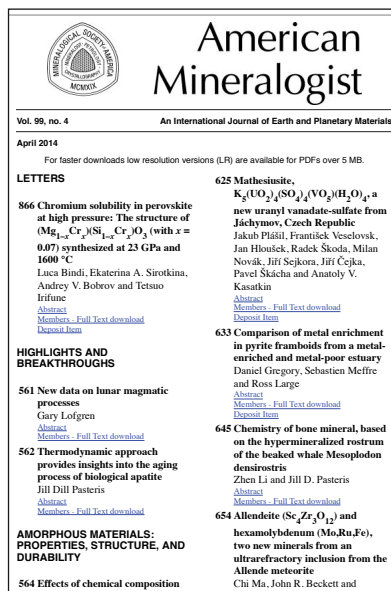 MINERALOGICAL SOCIETY OF AMERICA
MINERALOGY · PETROLOGY
CRYSTALLOGRAPHY
MCMXIX
American
Mineralogist
Vol. 99, no. 4
An International Journal of Earth and Planetary Materials
April 2014
For faster downloads low resolution versions (LR) are available for PDFs over 5 MB.
LETTERS
866 Chromium solubility in perovskite
at high pressure: The structure of
(Mg1–xCrx)(Si1–xCrx)O3 (with x =
0.07) synthesized at 23 GPa and
1600 °C
Luca Bindi, Ekaterina A. Sirotkina,
Andrey V. Bobrov and Tetsuo
Irifune
Abstract
Members - Full Text download
Deposit Item
HIGHLIGHTS AND
BREAKTHROUGHS
561 New data on lunar magmatic
processes
Gary Lofgren
Abstract
Members - Full Text download
562 Thermodynamic approach
provides insights into the aging
process of biological apatite
Jill Dill Pasteris
Abstract
Members - Full Text download
AMORPHOUS MATERIALS:
PROPERTIES, STRUCTURE, AND
DURABILITY
564 Effects of chemical composition
625 Mathesiusite,
K5(UO2)4(SO4)4(VO5)(H2O)4, a
new uranyl vanadate-sulfate from
Jáchymov, Czech Republic
Jakub Plášil, František Veselovsk,
Jan Hloušek, Radek Škoda, Milan
Novák, Jiří Sejkora, Jiří Čejka,
Pavel Škácha and Anatoly V.
Kasatkin
Abstract
Members - Full Text download
Deposit Item
633 Comparison of metal enrichment
in pyrite framboids from a metal-
enriched and metal-poor estuary
Daniel Gregory, Sebastien Meffre
and Ross Large
Abstract
Members - Full Text download
Deposit Item
645 Chemistry of bone mineral, based
on the hypermineralized rostrum
of the beaked whale Mesoplodon
densirostris
Zhen Li and Jill D. Pasteris
Abstract
Members - Full Text download
654 Allendeite (Sc4Zr3O12) and
hexamolybdenum (Mo,Ru,Fe),
two new minerals from an
ultrarefractory inclusion from the
Allende meteorite
Chi Ma, John R. Beckett and